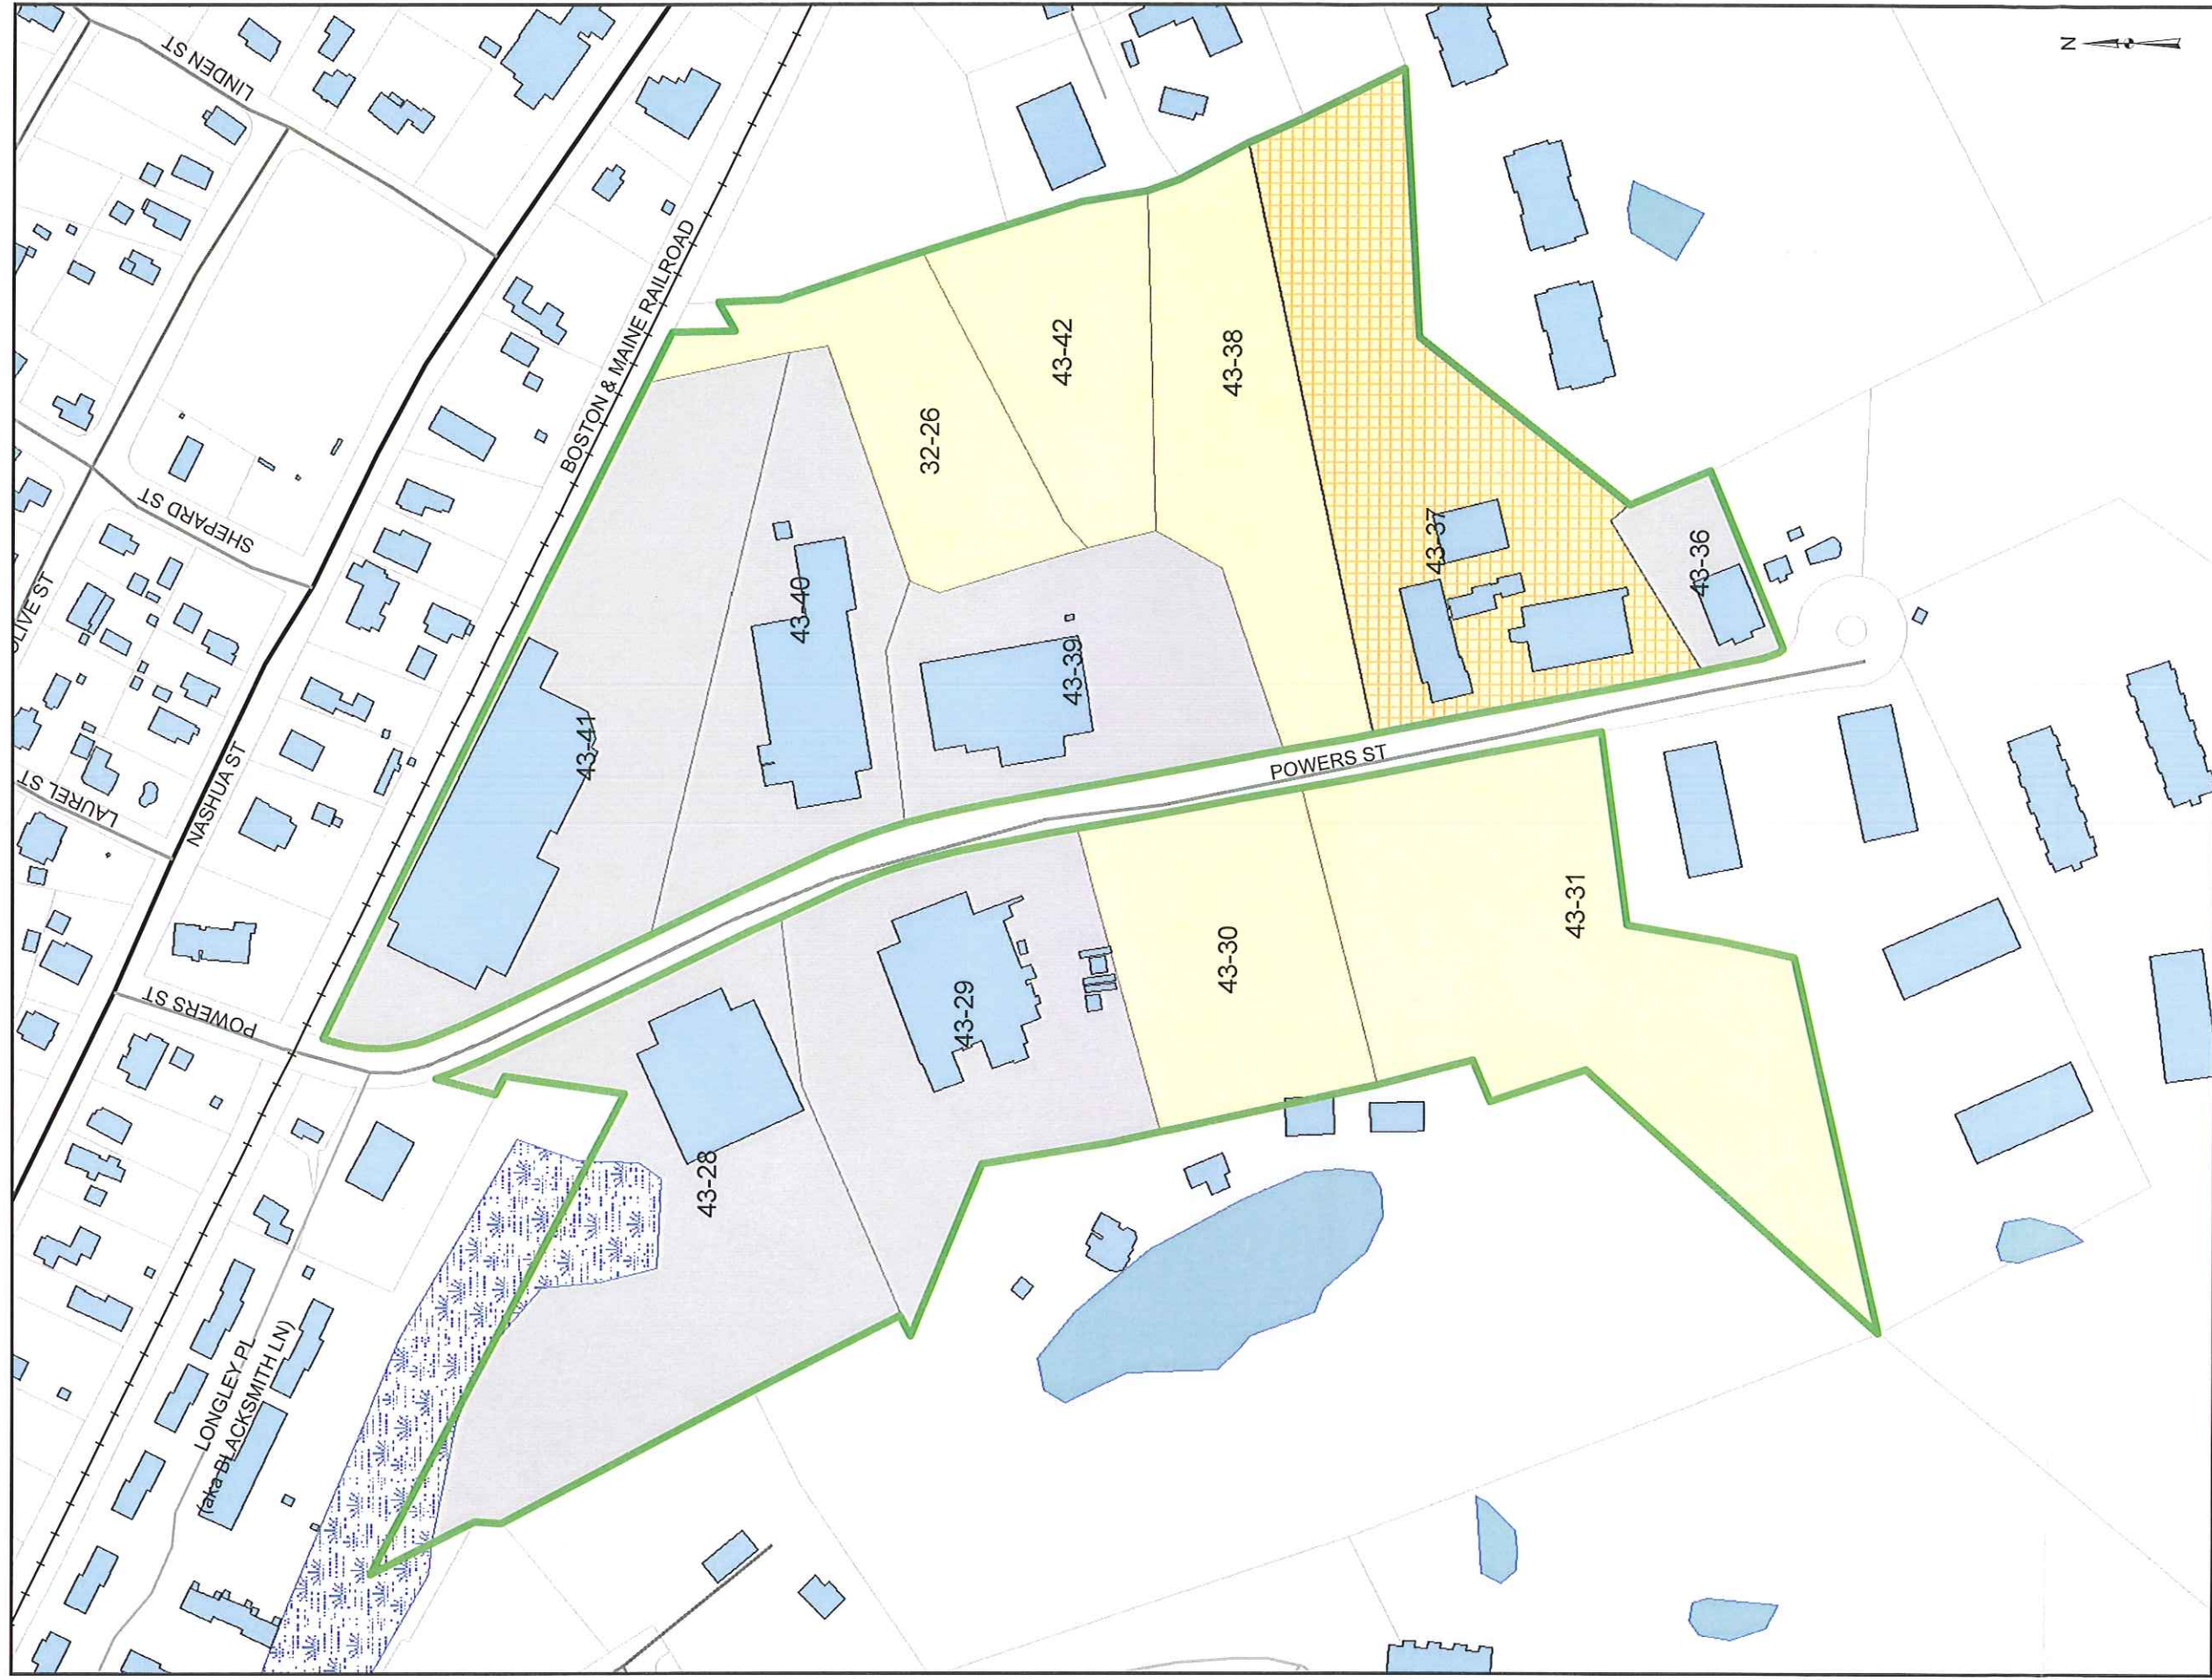 N
LINDEN ST
SHEPARD ST
OLIVE ST
LAUREL ST
NASHUA ST
POWERS ST
BOSTON & MAINE RAILROAD
LONGLEY PL
(aka BLACKSMITH LN)
43-41
43-40
43-39
32-26
43-42
43-38
43-37
43-36
POWERS ST
43-28
43-29
43-30
43-31